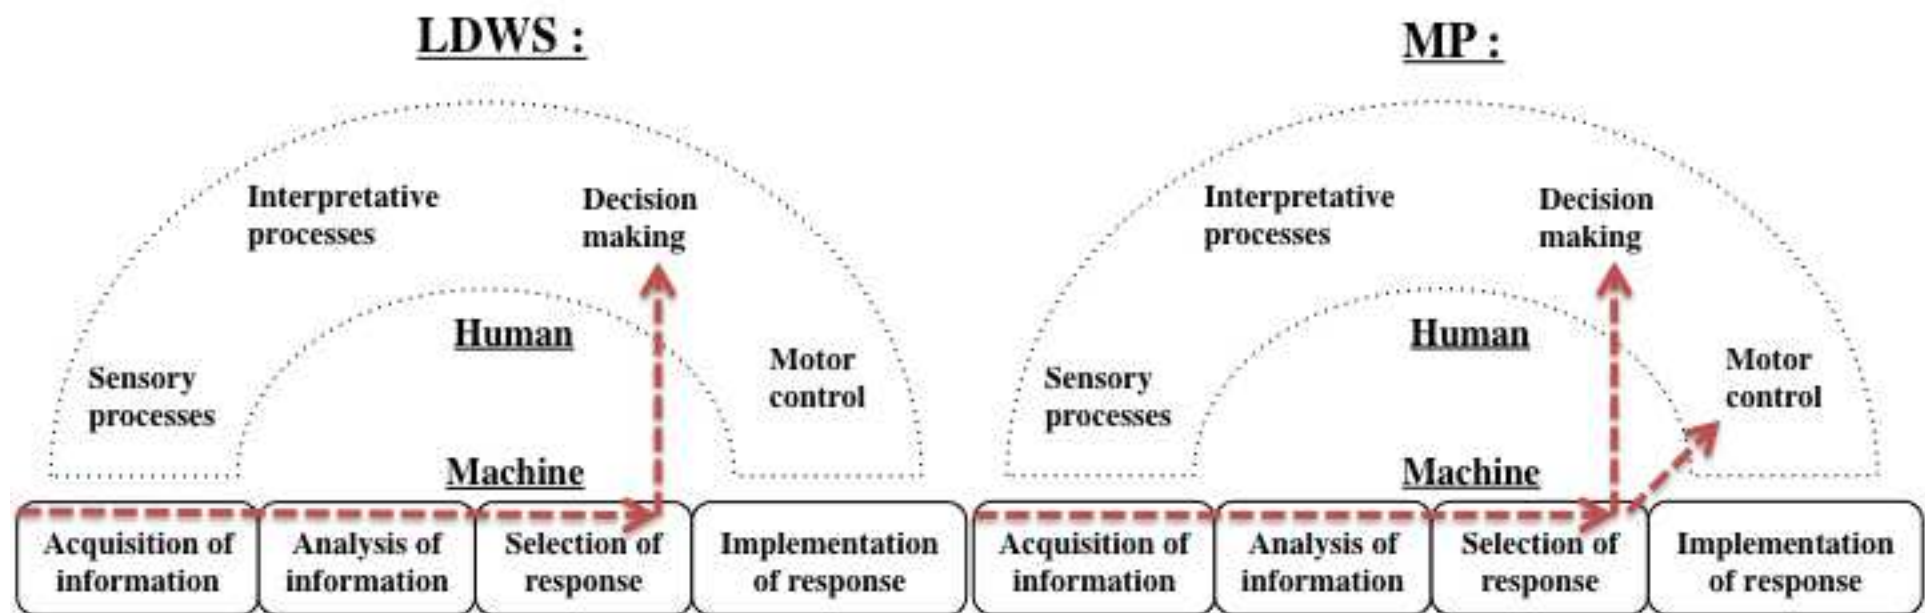 LDWS :
Interpretative
processes
Decision
making
Human
Sensory
processes
Motor
control
Machine
Acquisition of
information
Analysis of
information
Selection of
response
Implementation
of response
MP :
Interpretative
processes
Decision
making
Human
Sensory
processes
Motor
control
Machine
Acquisition of
information
Analysis of
information
Selection of
response
Implementation
of response